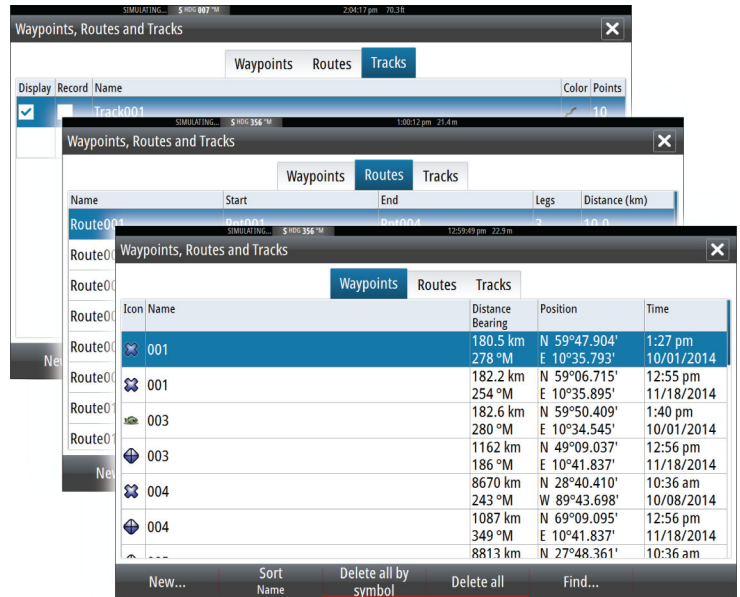 SIMULATING... S HDG 007 °M 2:04:17 pm 70.3 ft
Waypoints, Routes and Tracks
Waypoints Routes Tracks
Display Record Name Color Points
Track001 10
SIMULATING... S HDG 356 °M 1:00:12 pm 21.4 m
Waypoints, Routes and Tracks
Waypoints Routes Tracks
Name Start End Legs Distance (km)
Route001 Rpt001 Rpt004 3 10.0
SIMULATING... S HDG 356 °M 12:59:49 pm 22.9 m
Waypoints, Routes and Tracks
Waypoints Routes Tracks
Icon Name Distance Position Time
Bearing
001 180.5 km N 59°47.904' 1:27 pm
278 °M E 10°35.793' 10/01/2014
001 182.2 km N 59°06.715' 12:55 pm
254 °M E 10°35.895' 11/18/2014
003 182.6 km N 59°50.409' 1:40 pm
280 °M E 10°34.545' 10/01/2014
003 1162 km N 49°09.037' 12:56 pm
186 °M E 10°41.837' 11/18/2014
004 8670 km N 28°40.410' 10:36 am
243 °M W 89°43.698' 10/08/2014
004 1087 km N 69°09.095' 12:56 pm
349 °M E 10°41.837' 11/18/2014
8813 km N 27°48.361' 10:36 am
New... Sort Delete all by Delete all Find...
Name symbol